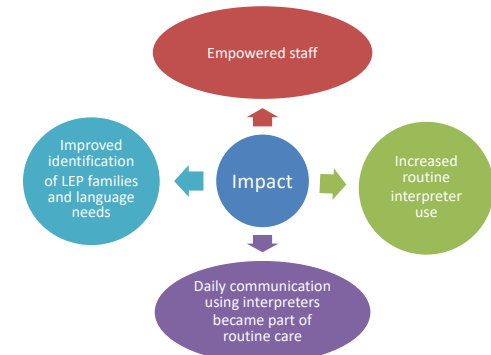 Empowered staff
Improved
identification
of LEP families
and language
needs
Impact
Increased
routine
interpreter
use
Daily communication
using interpreters
became part of
routine care